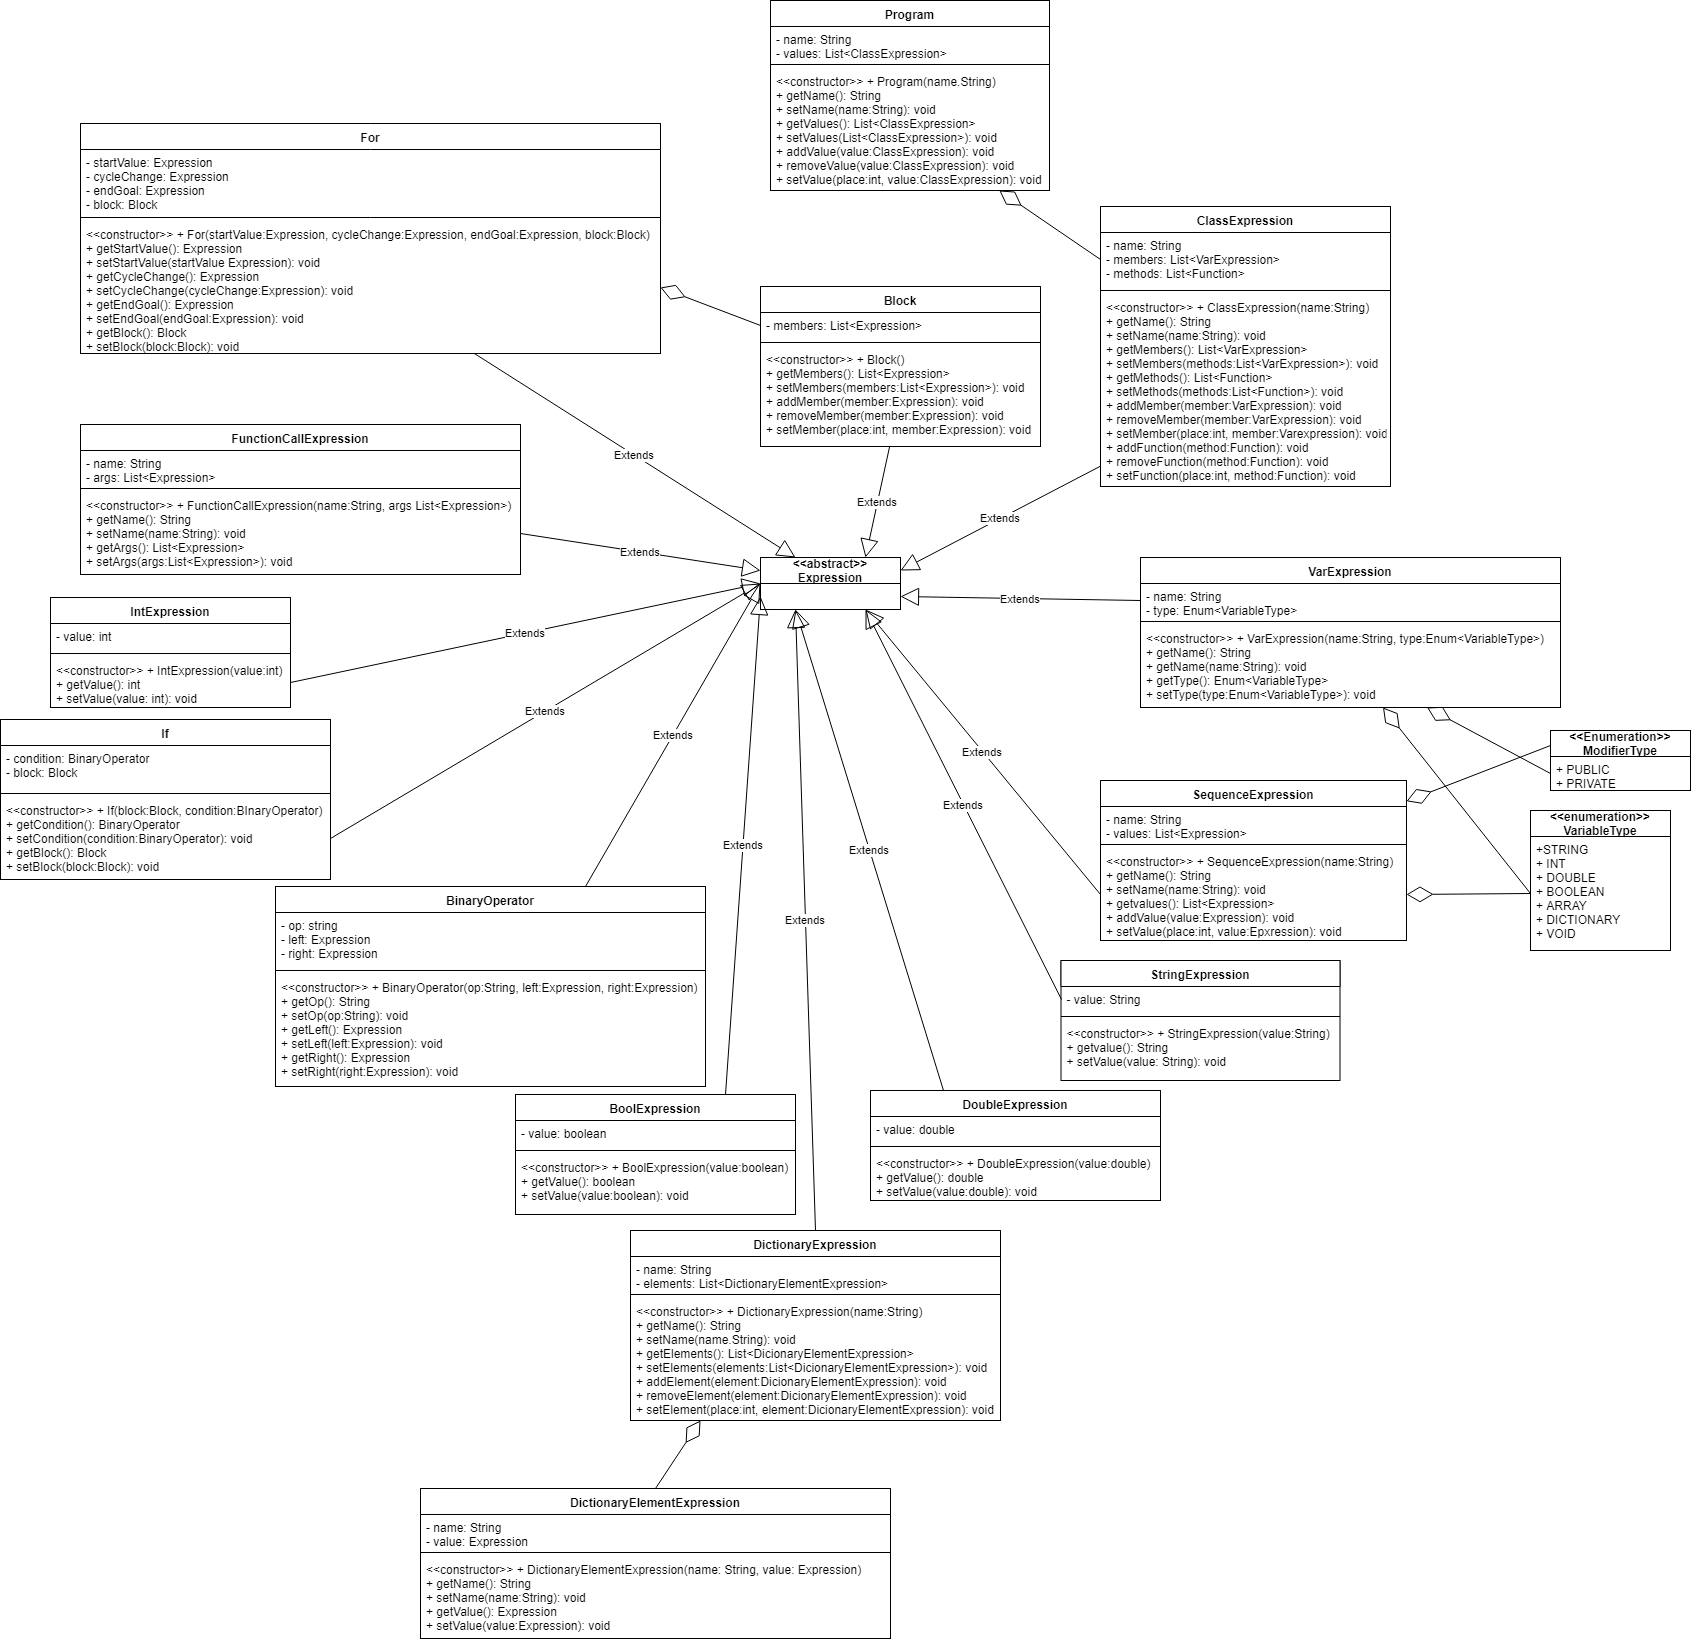 Program
- name: String
- values: List<ClassExpression>
<<constructor>> + Program(name.String)
+ getName(): String
+ setName(name:String): void
+ getValues(): List<ClassExpression>
+ setValues(List<ClassExpression>): void
+ addValue(value:ClassExpression): void
+ removeValue(value:ClassExpression): void
+ setValue(place:int, value:ClassExpression): void
For
- startValue: Expression
- cycleChange: Expression
- endGoal: Expression
- block: Block
<<constructor>> + For(startValue:Expression, cycleChange:Expression, endGoal:Expression, block:Block)
+ getStartValue(): Expression
+ setStartValue(startValue Expression): void
+ getCycleChange(): Expression
+ setCycleChange(cycleChange:Expression): void
+ getEndGoal(): Expression
+ setEndGoal(endGoal:Expression): void
+ getBlock(): Block
+ setBlock(block:Block): void
ClassExpression
- name: String
- members: List<VarExpression>
- methods: List<Function>
<<constructor>> + ClassExpression(name:String)
+ getName(): String
+ setName(name:String): void
+ getMembers(): List<VarExpression>
+ setMembers(methods:List<VarExpression>): void
+ getMethods(): List<Function>
+ setMethods(methods:List<Function>): void
+ addMember(member:VarExpression): void
+ removeMember(member:VarExpression): void
+ setMember(place:int, member:Varexpression): void
+ addFunction(method:Function): void
+ removeFunction(method:Function): void
+ setFunction(place:int, method:Function): void
Block
- members: List<Expression>
<<constructor>> + Block()
+ getMembers(): List<Expression>
+ setMembers(members:List<Expression>): void
+ addMember(member:Expression): void
+ removeMember(member:Expression): void
+ setMember(place:int, member:Expression): void
FunctionCallExpression
- name: String
- args: List<Expression>
<<constructor>> + FunctionCallExpression(name:String, args List<Expression>)
+ getName(): String
+ setName(name:String): void
+ getArgs(): List<Expression>
+ setArgs(args:List<Expression>): void
Extends
Extends
Extends
Extends
<<abstract>>
Expression
VarExpression
- name: String
- type: Enum<VariableType>
<<constructor>> + VarExpression(name:String, type:Enum<VariableType>)
+ getName(): String
+ getName(name:String): void
+ getType(): Enum<VariableType>
+ setType(type:Enum<VariableType>): void
Extends
IntExpression
- value: int
<<constructor>> + IntExpression(value:int)
+ getValue(): int
+ setValue(value: int): void
Extends
If
- condition: BinaryOperator
- block: Block
<<constructor>> + If(block:Block, condition:BInaryOperator)
+ getCondition(): BinaryOperator
+ setCondition(condition:BinaryOperator): void
+ getBlock(): Block
+ setBlock(block:Block): void
Extends
Extends
Extends
Extends
Extends
Extends
Extends
<<Enumeration>>
ModifierType
+ PUBLIC
+ PRIVATE
SequenceExpression
- name: String
- values: List<Expression>
<<constructor>> + SequenceExpression(name:String)
+ getName(): String
+ setName(name:String): void
+ getvalues(): List<Expression>
+ addValue(value:Expression): void
+ setValue(place:int, value:Epxression): void
<<enumeration>>
VariableType
+STRING
+ INT
+ DOUBLE
+ BOOLEAN
+ ARRAY
+ DICTIONARY
+ VOID
BinaryOperator
- op: string
- left: Expression
- right: Expression
<<constructor>> + BinaryOperator(op:String, left:Expression, right:Expression)
+ getOp(): String
+ setOp(op:String): void
+ getLeft(): Expression
+ setLeft(left:Expression): void
+ getRight(): Expression
+ setRight(right:Expression): void
StringExpression
- value: String
<<constructor>> + StringExpression(value:String)
+ getvalue(): String
+ setValue(value: String): void
BoolExpression
- value: boolean
<<constructor>> + BoolExpression(value:boolean)
+ getValue(): boolean
+ setValue(value:boolean): void
DoubleExpression
- value: double
<<constructor>> + DoubleExpression(value:double)
+ getValue(): double
+ setValue(value:double): void
DictionaryExpression
- name: String
- elements: List<DictionaryElementExpression>
<<constructor>> + DictionaryExpression(name:String)
+ getName(): String
+ setName(name.String): void
+ getElements(): List<DicionaryElementExpression>
+ setElements(elements:List<DicionaryElementExpression>): void
+ addElement(element:DicionaryElementExpression): void
+ removeElement(element:DicionaryElementExpression): void
+ setElement(place:int, element:DicionaryElementExpression): void
DictionaryElementExpression
- name: String
- value: Expression
<<constructor>> + DictionaryElementExpression(name: String, value: Expression)
+ getName(): String
+ setName(name:String): void
+ getValue(): Expression
+ setValue(value:Expression): void